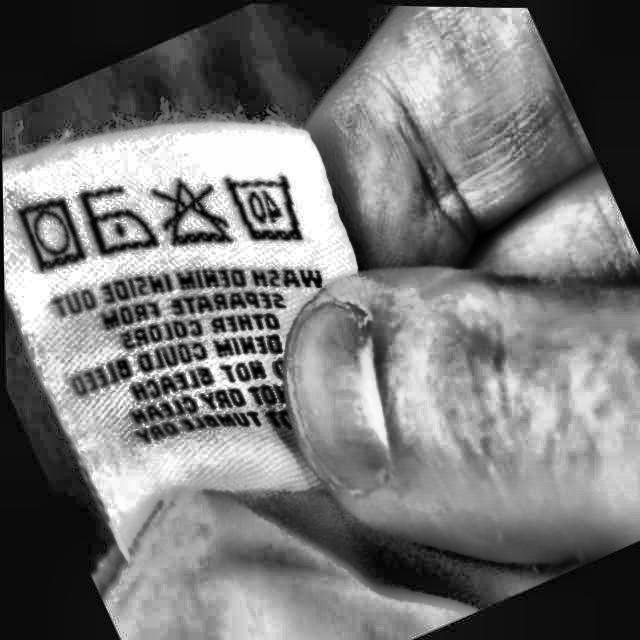 40
WASH DENIM INSIDE OUT
SEPARATE FROM
OTHER COLORS
DENIM COULD BLEED
NOT BLEACH
NOT DRY CLEAN
TUMBLE DRY